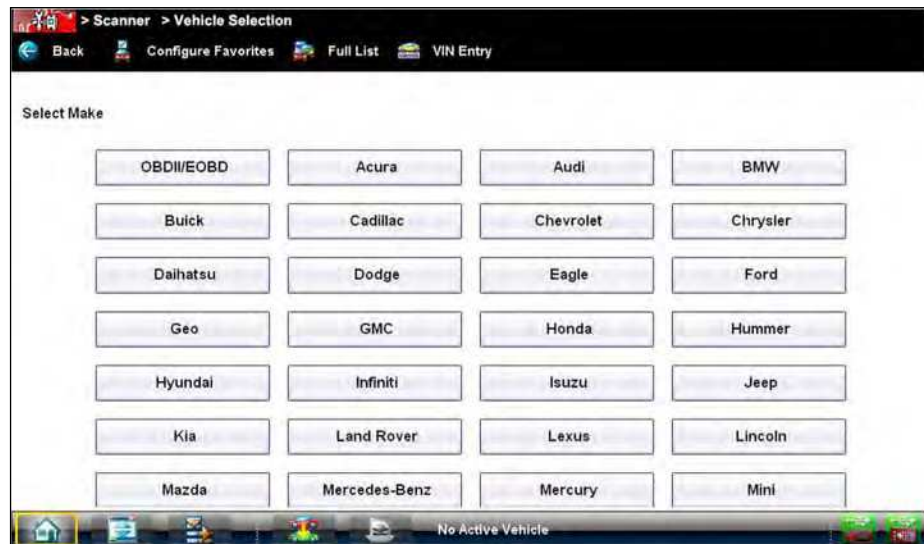 > Scanner > Vehicle Selection
Back Configure Favorites Full List VIN Entry
Select Make
OBDII/EOBD Acura Audi BMW
Buick Cadillac Chevrolet Chrysler
Daihatsu Dodge Eagle Ford
Geo GMC Honda Hummer
Hyundai Infiniti Isuzu Jeep
Kia Land Rover Lexus Lincoln
Mazda Mercedes-Benz Mercury Mini
No Active Vehicle